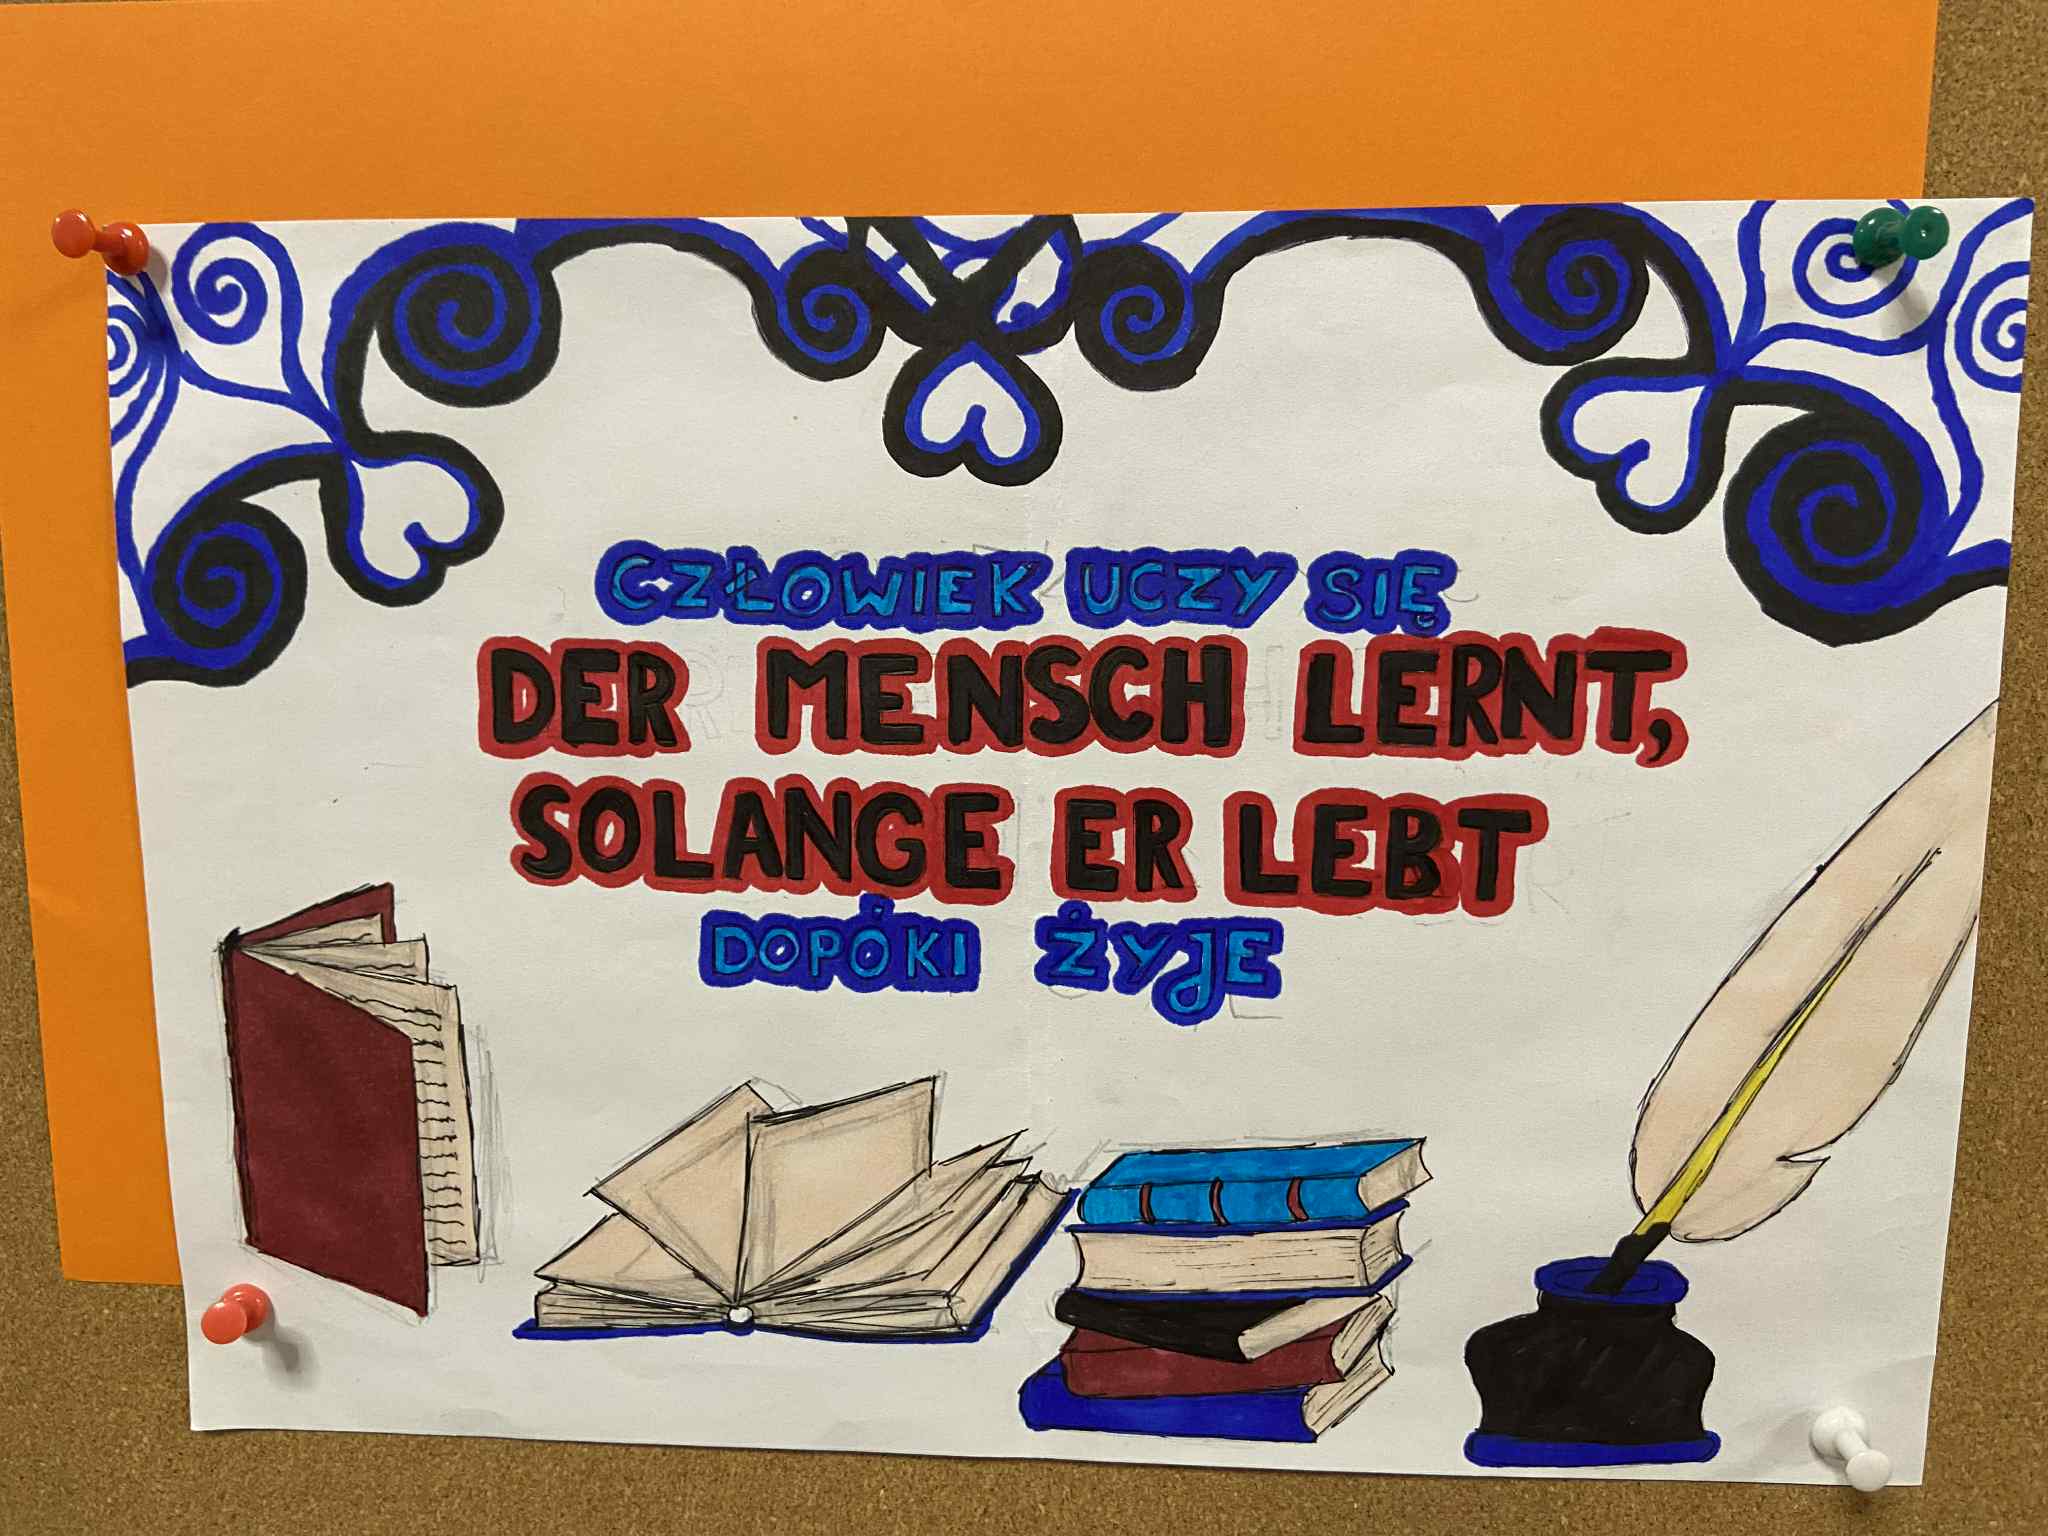 CZŁOWIEK UCZY SIĘ
DER MENSCH LERNT,
SOLANGE ER LEBT
DOPÓKI ŻYJE